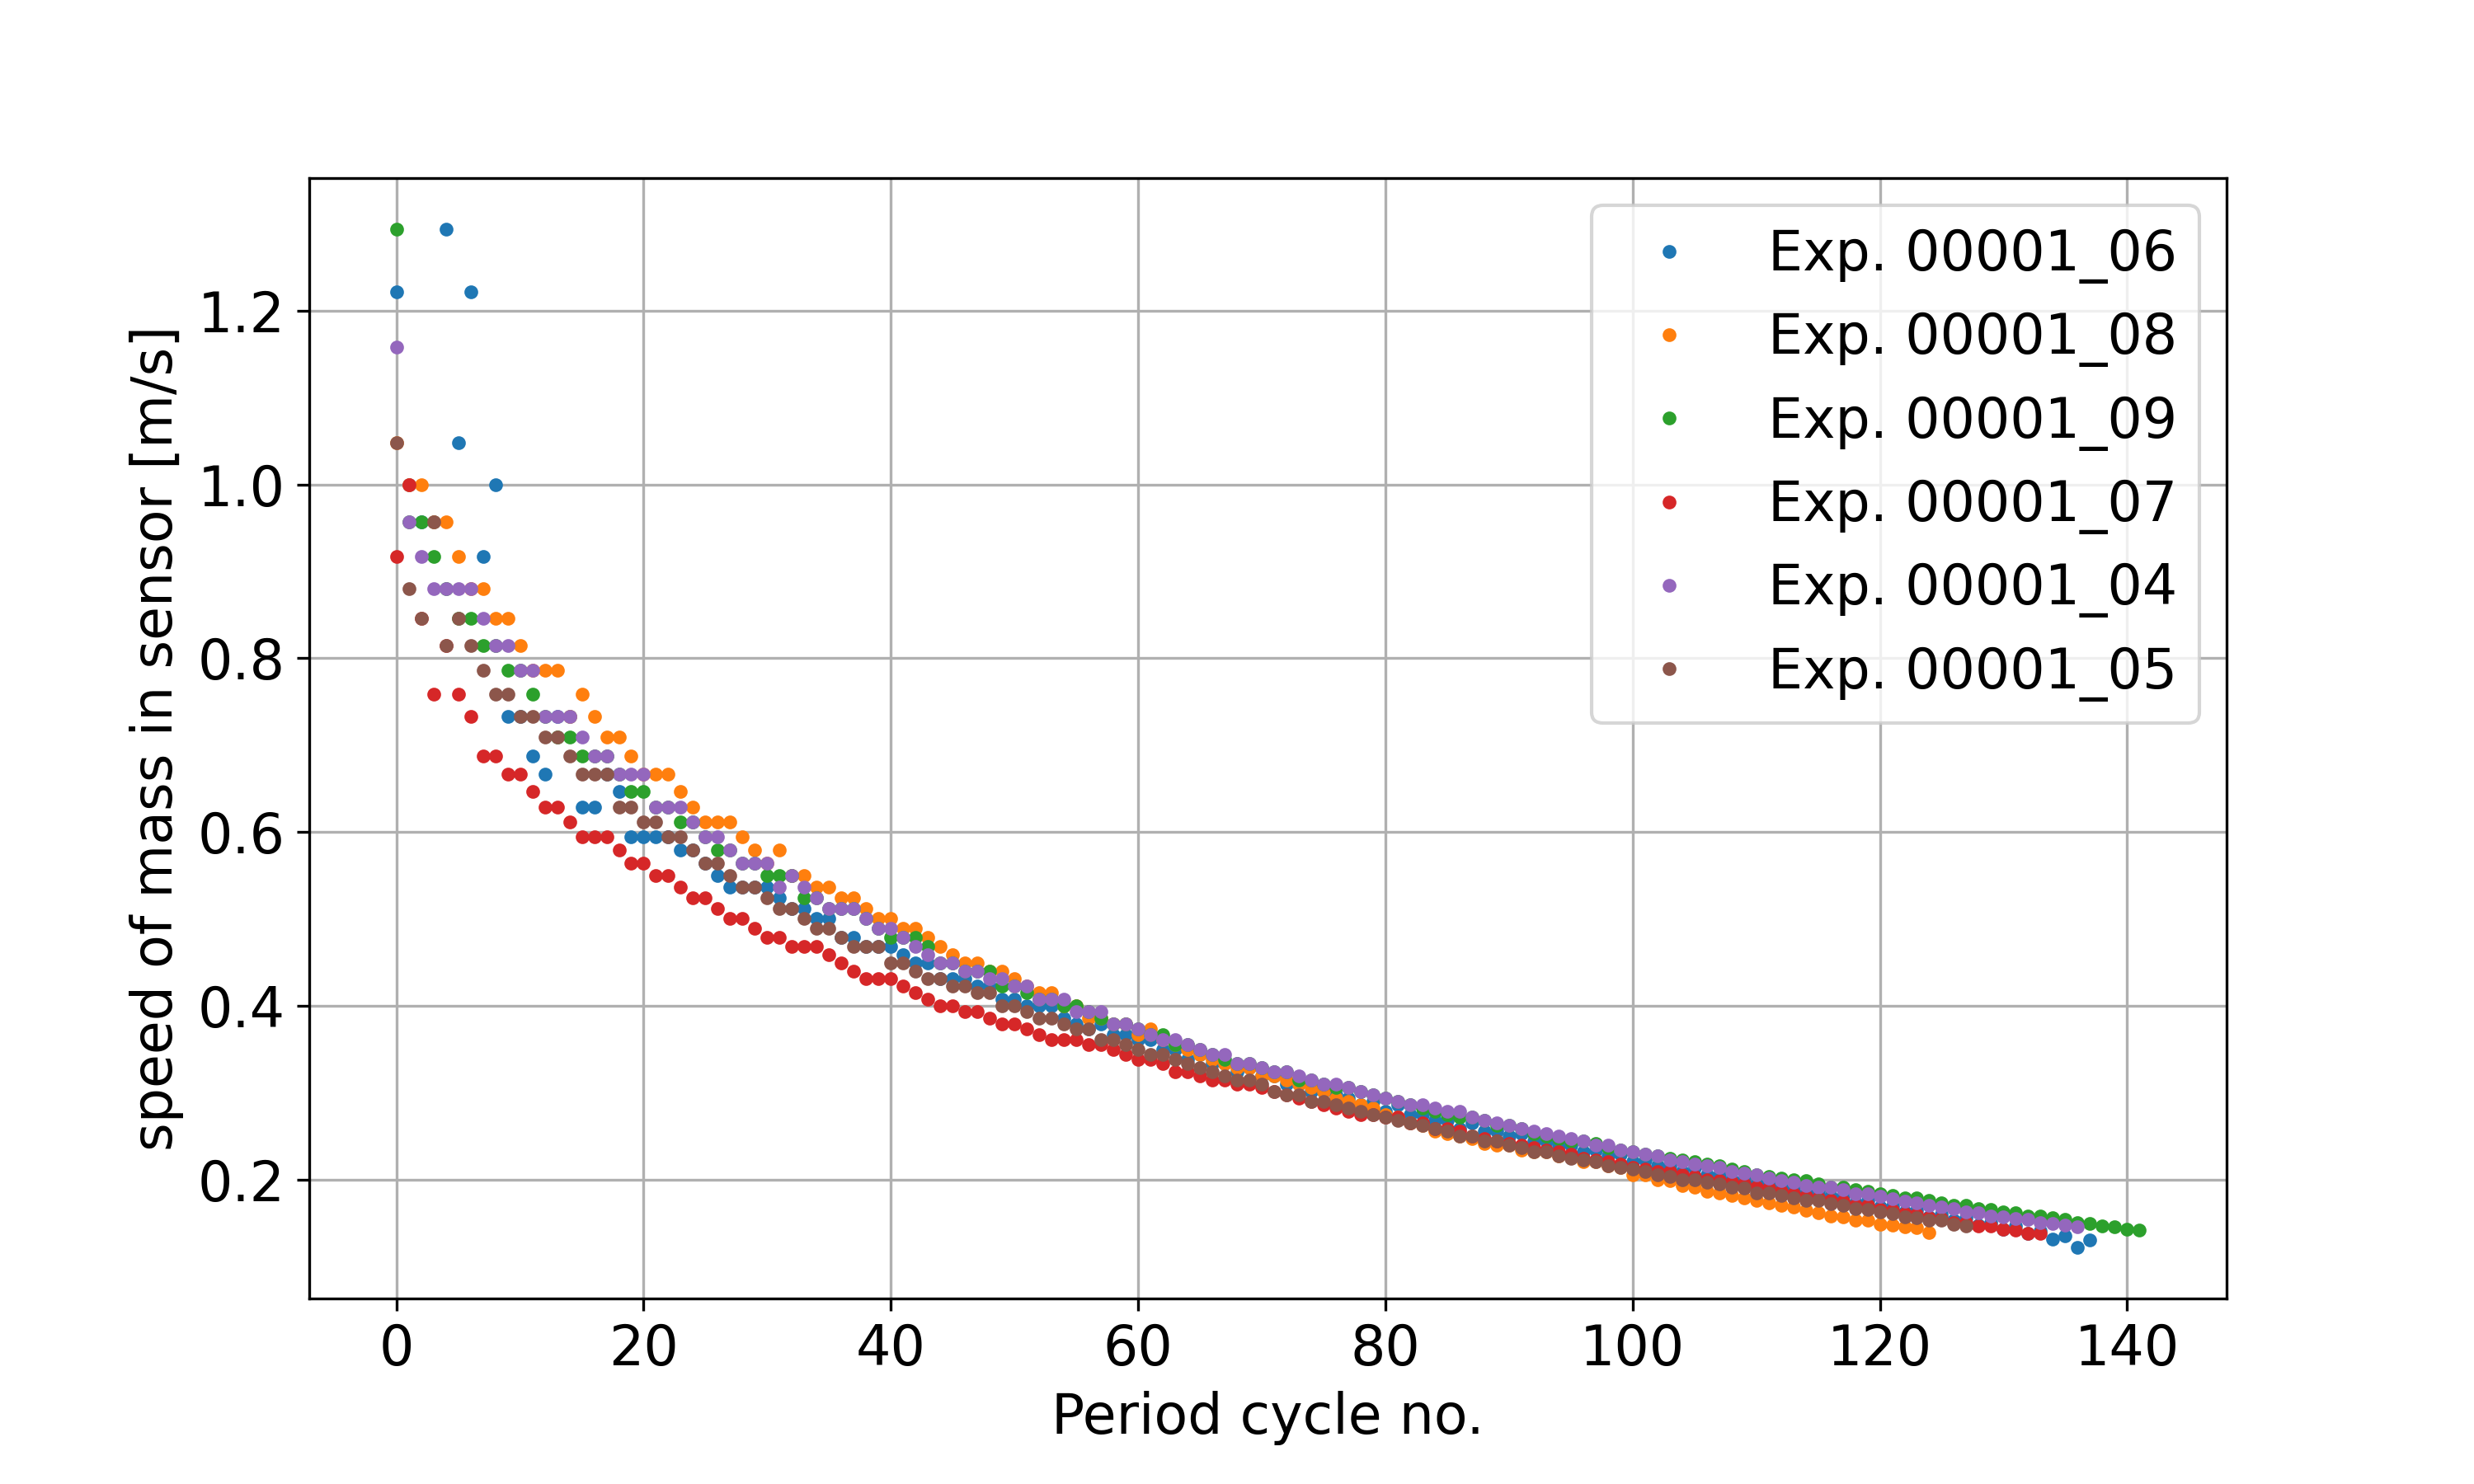 Exp. 00001_06
Exp. 00001_08
Exp. 00001_09
Exp. 00001_07
Exp. 00001_04
Exp. 00001_05
speed of mass in sensor [m/s]
1.2
1.0
0.8
0.6
0.4
0.2
0 20 40 60 80 100 120 140
Period cycle no.